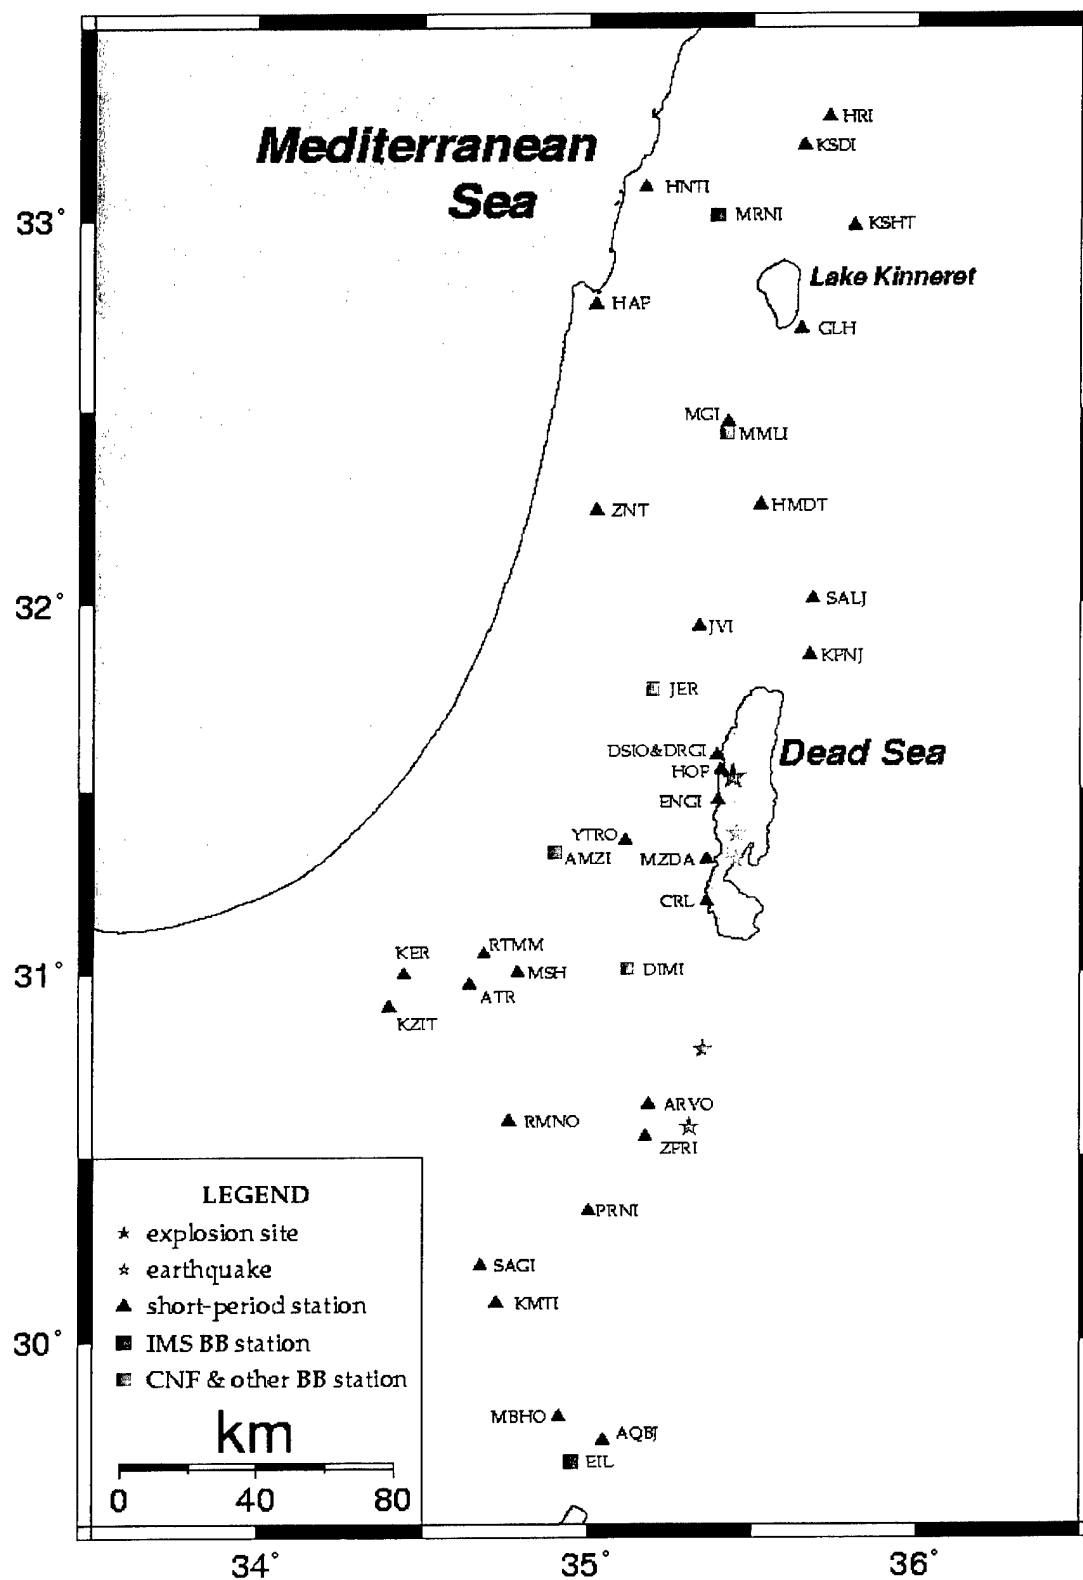 Mediterranean
Sea
HRI
KSDI
HNTI
MRNI
33°
KSHT
Lake Kinneret
HAF
GLH
MGI
MMLI
HMDT
ZNT
32°
SALJ
JVI
KFNJ
JER
DSIO&DRGI
Dead Sea
HOF
ENGI
YTRO
AMZI
MZDA
CRL
RTMM
KER
MSH
DIMI
31°
ATR
KZIT
ARVO
RMNO
ZFRI
LEGEND
PRNI
explosion site
SAGI
earthquake
KMTI
short-period station
IMS BB station
30°
CNF & other BB station
MBHO
AQBJ
km
EIL
0 40 80
34° 35° 36°